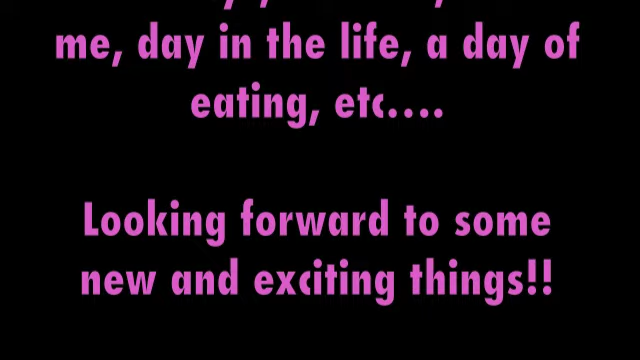 me, day in the life, a day of
eating, etc….
Looking forward to some
new and exciting things!!